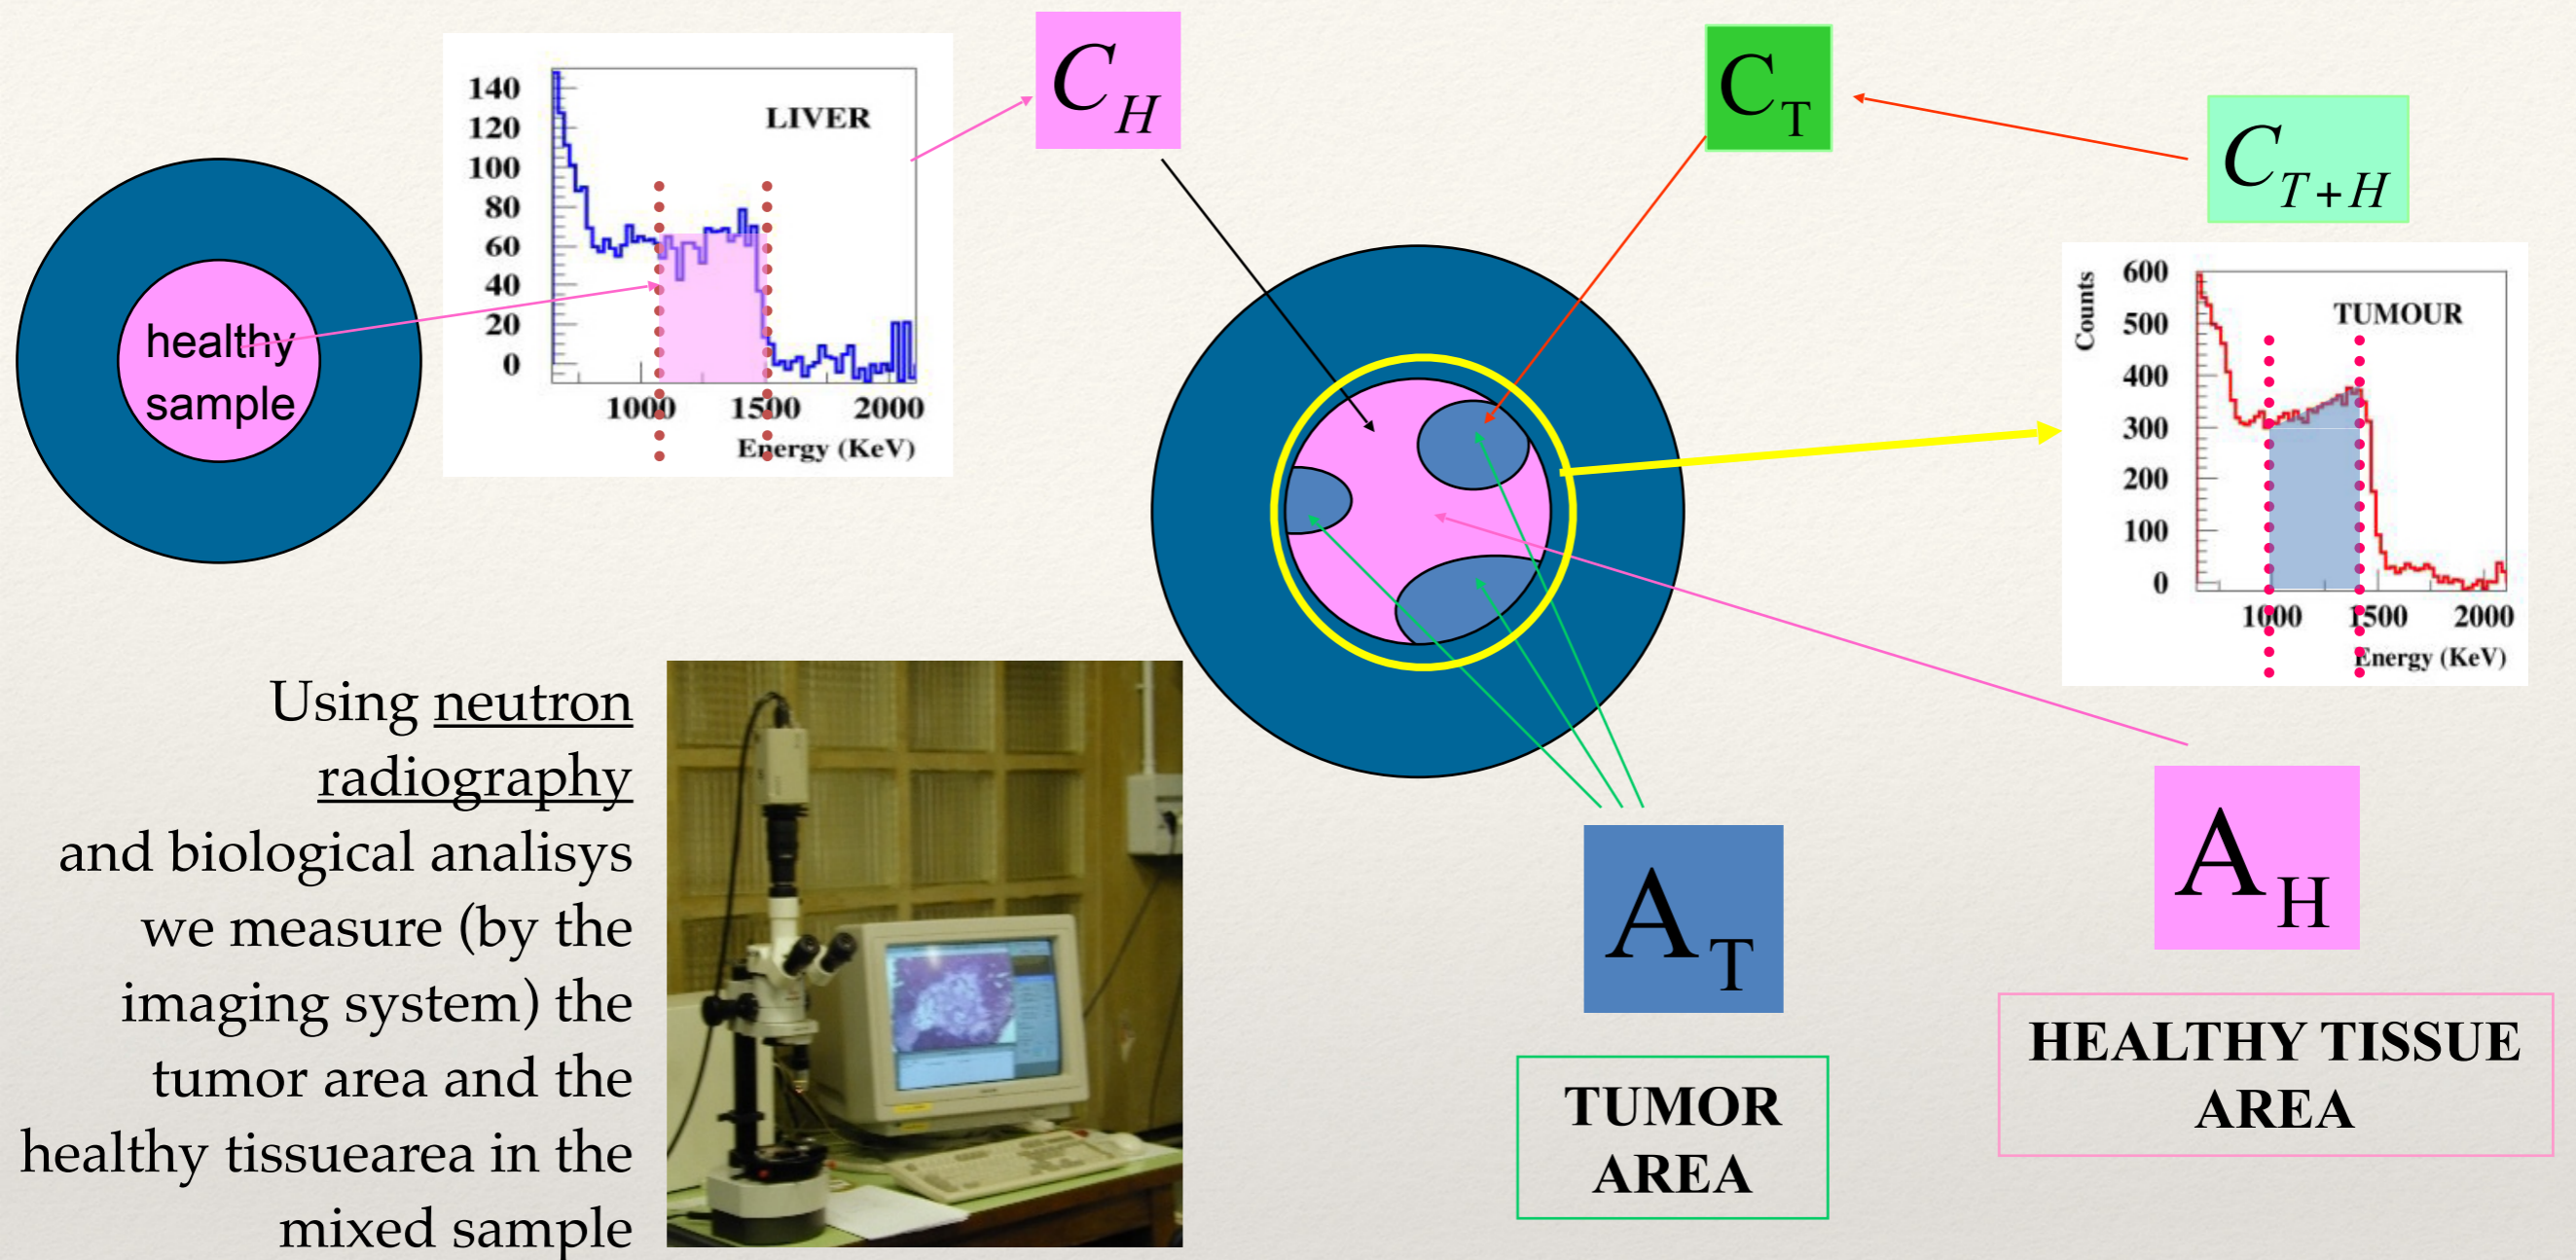 healthy
sample
140
120
100
80
60
40
20
0
LIVER
1000 1500 2000
Energy (KeV)
C_H
C_T
C_{T+H}
Counts
600
500
400
300
200
100
0
TUMOUR
1000 1500 2000
Energy (KeV)
Using neutron
radiography
and biological analisys
we measure (by the
imaging system) the
tumor area and the
healthy tissuearea in the
mixed sample
A_T
TUMOR
AREA
A_H
HEALTHY TISSUE
AREA